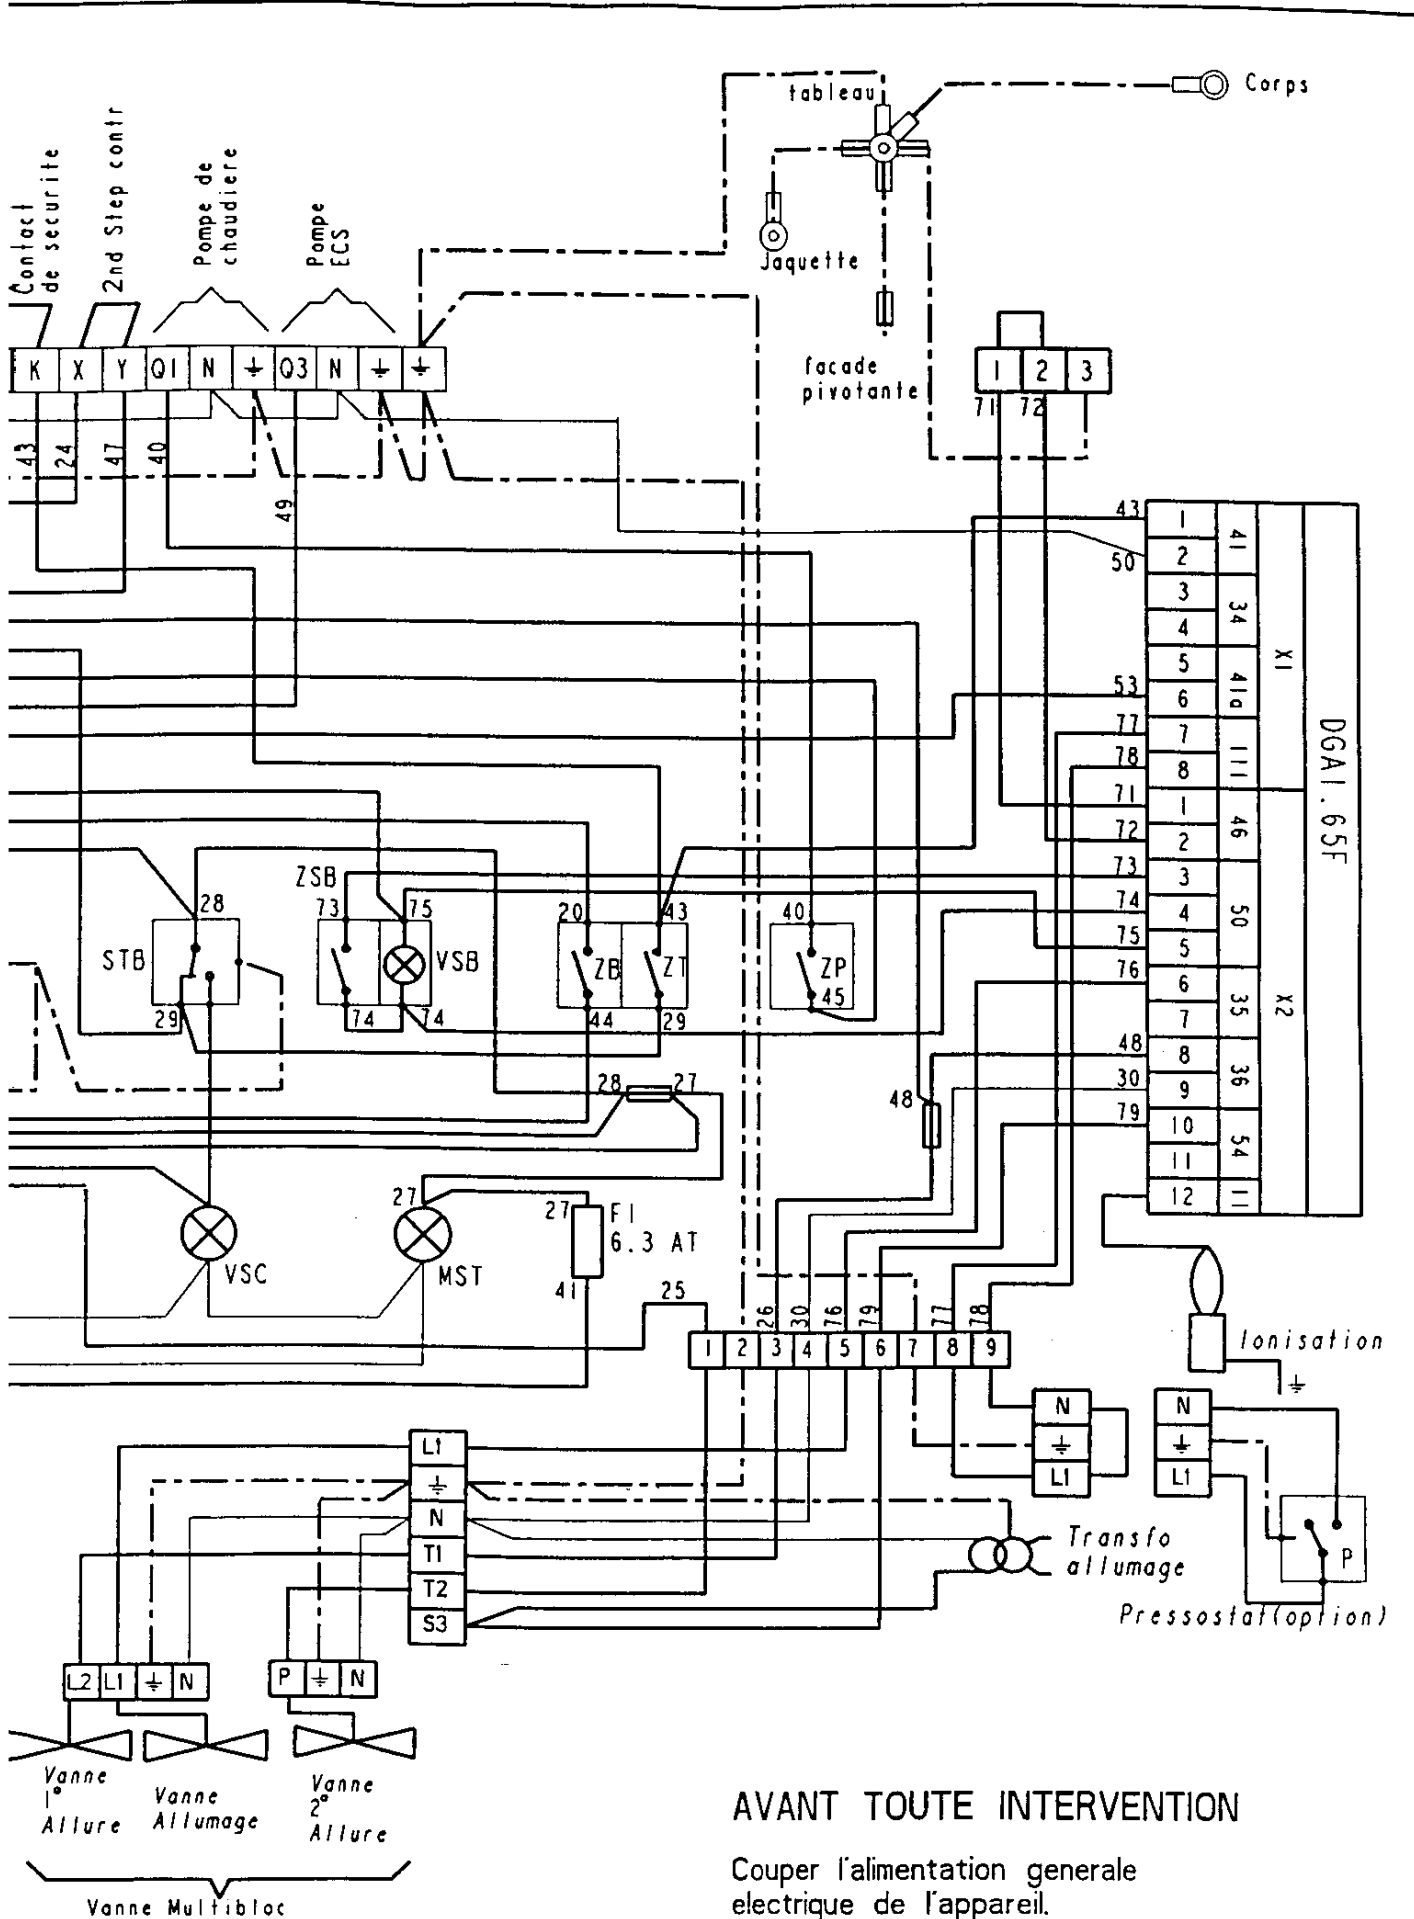 tableau
Corps
Contact
de securite
2nd Step contr
Pompe de
chaudiere
Pompe
ECS
Jaquette
facade
pivotante
K X Y Q1 N Q3 N
1 2 3
71 72
43 24 47 40
49
43 1 41
50 2
3 34
4
5 41a
53 6
77 7 111
78 8
X1
71 1 46
72 2
73 3 50
74 4
75 5
76 6 35
7
48 8 36
30 9
79 10 54
11
12 11
X2
DGA1.65F
28
STB
29
ZSB
73 75
VSB
74 74
20 43
ZB ZT
44 29
40
ZP
45
28 27
48
27
27 F1
6.3 AT
VSC
MST
41
25
26 30 76 79 77 78
1 2 3 4 5 6 7 8 9
Ionisation
N
L1
N
L1
P
Pressostat(option)
Transfo
allumage
L1
N
T1
T2
S3
L2 L1 N
P N
Vanne
1°
Allure
Vanne
Allumage
Vanne
2°
Allure
Vanne Multibloc
AVANT TOUTE INTERVENTION
Couper l'alimentation generale
electrique de l'appareil.